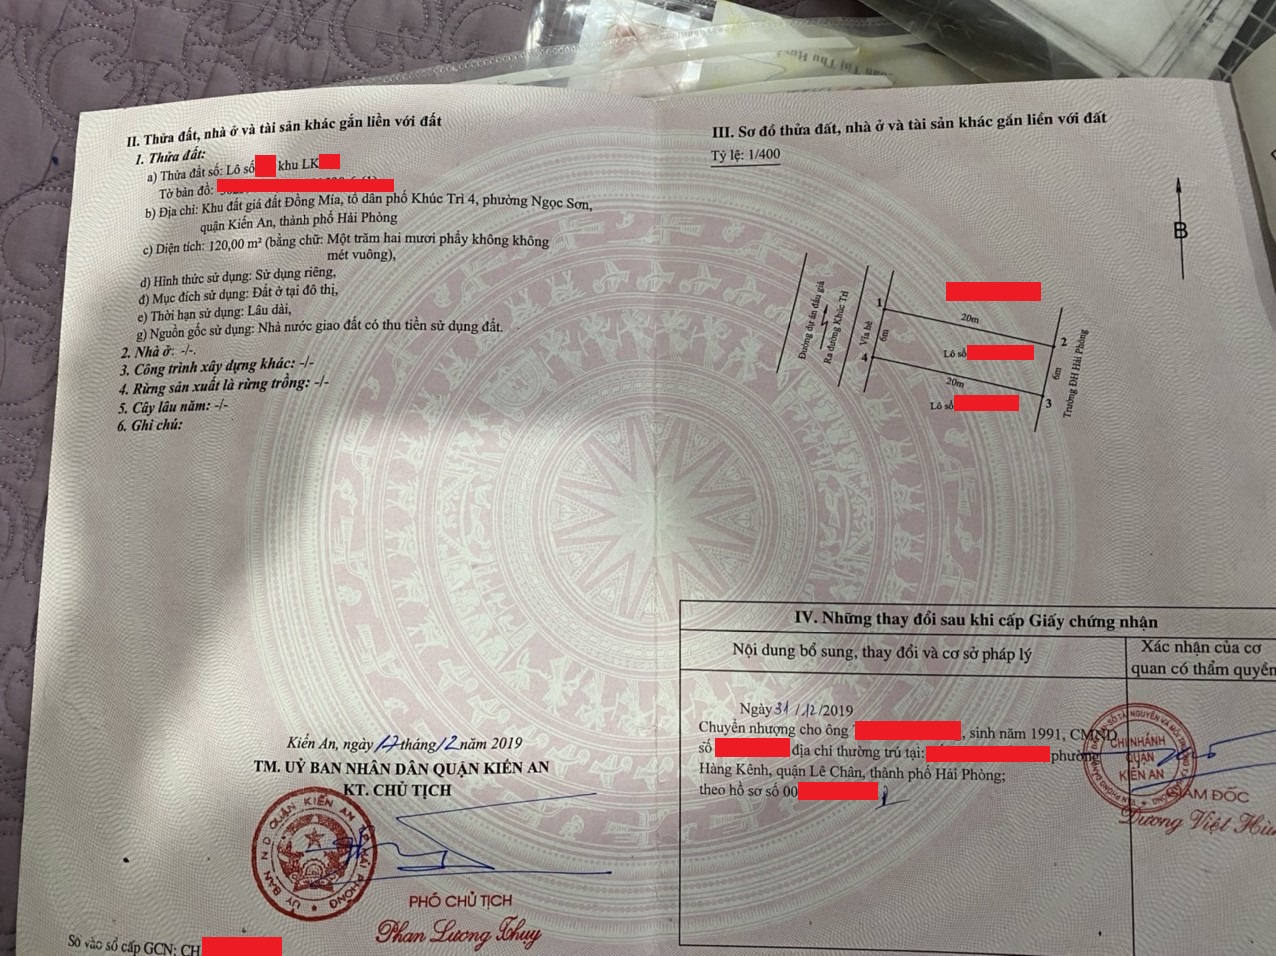 II. Thửa đất, nhà ở và tài sản khác gắn liền với đất
1. Thửa đất:
a) Thửa đất số: Lô số khu LK
Tờ bản đồ:
b) Địa chỉ: Khu đất giá đất Đồng Mía, tổ dân phố Khúc Trì 4, phường Ngọc Sơn,
quận Kiến An, thành phố Hải Phòng
c) Diện tích: 120,00 m² (bằng chữ: Một trăm hai mươi phẩy không không
mét vuông),
d) Hình thức sử dụng: Sử dụng riêng,
đ) Mục đích sử dụng: Đất ở tại đô thị,
e) Thời hạn sử dụng: Lâu dài,
g) Nguồn gốc sử dụng: Nhà nước giao đất có thu tiền sử dụng đất.
2. Nhà ở: -/-.
3. Công trình xây dựng khác: -/-
4. Rừng sản xuất là rừng trồng: -/-
5. Cây lâu năm: -/-
6. Ghi chú:
Kiến An, ngày 17 tháng 12 năm 2019
TM. UỶ BAN NHÂN DÂN QUẬN KIẾN AN
KT. CHỦ TỊCH
PHÓ CHỦ TỊCH
Phan Lương Thuy
Số vào sổ cấp GCN: CH
III. Sơ đồ thửa đất, nhà ở và tài sản khác gắn liền với đất
Tỷ lệ: 1/400
B
Đường dự án đấu giá
Ra đường Khúc Trì
Vỉa hè
1
6m
4
20m
2
Lô số
6m
20m
3
Lô số
Trường ĐH Hải Phòng
IV. Những thay đổi sau khi cấp Giấy chứng nhận
Nội dung bổ sung, thay đổi và cơ sở pháp lý
Xác nhận của cơ
quan có thẩm quyền
Ngày 31/12/2019
Chuyển nhượng cho ông , sinh năm 1991, CMND
số địa chỉ thường trú tại: phường
Hàng Kênh, quận Lê Chân, thành phố Hải Phòng;
theo hồ sơ số 00
CHI NHÁNH
QUẬN
KIẾN AN
GIÁM ĐỐC
Dương Việt Hù